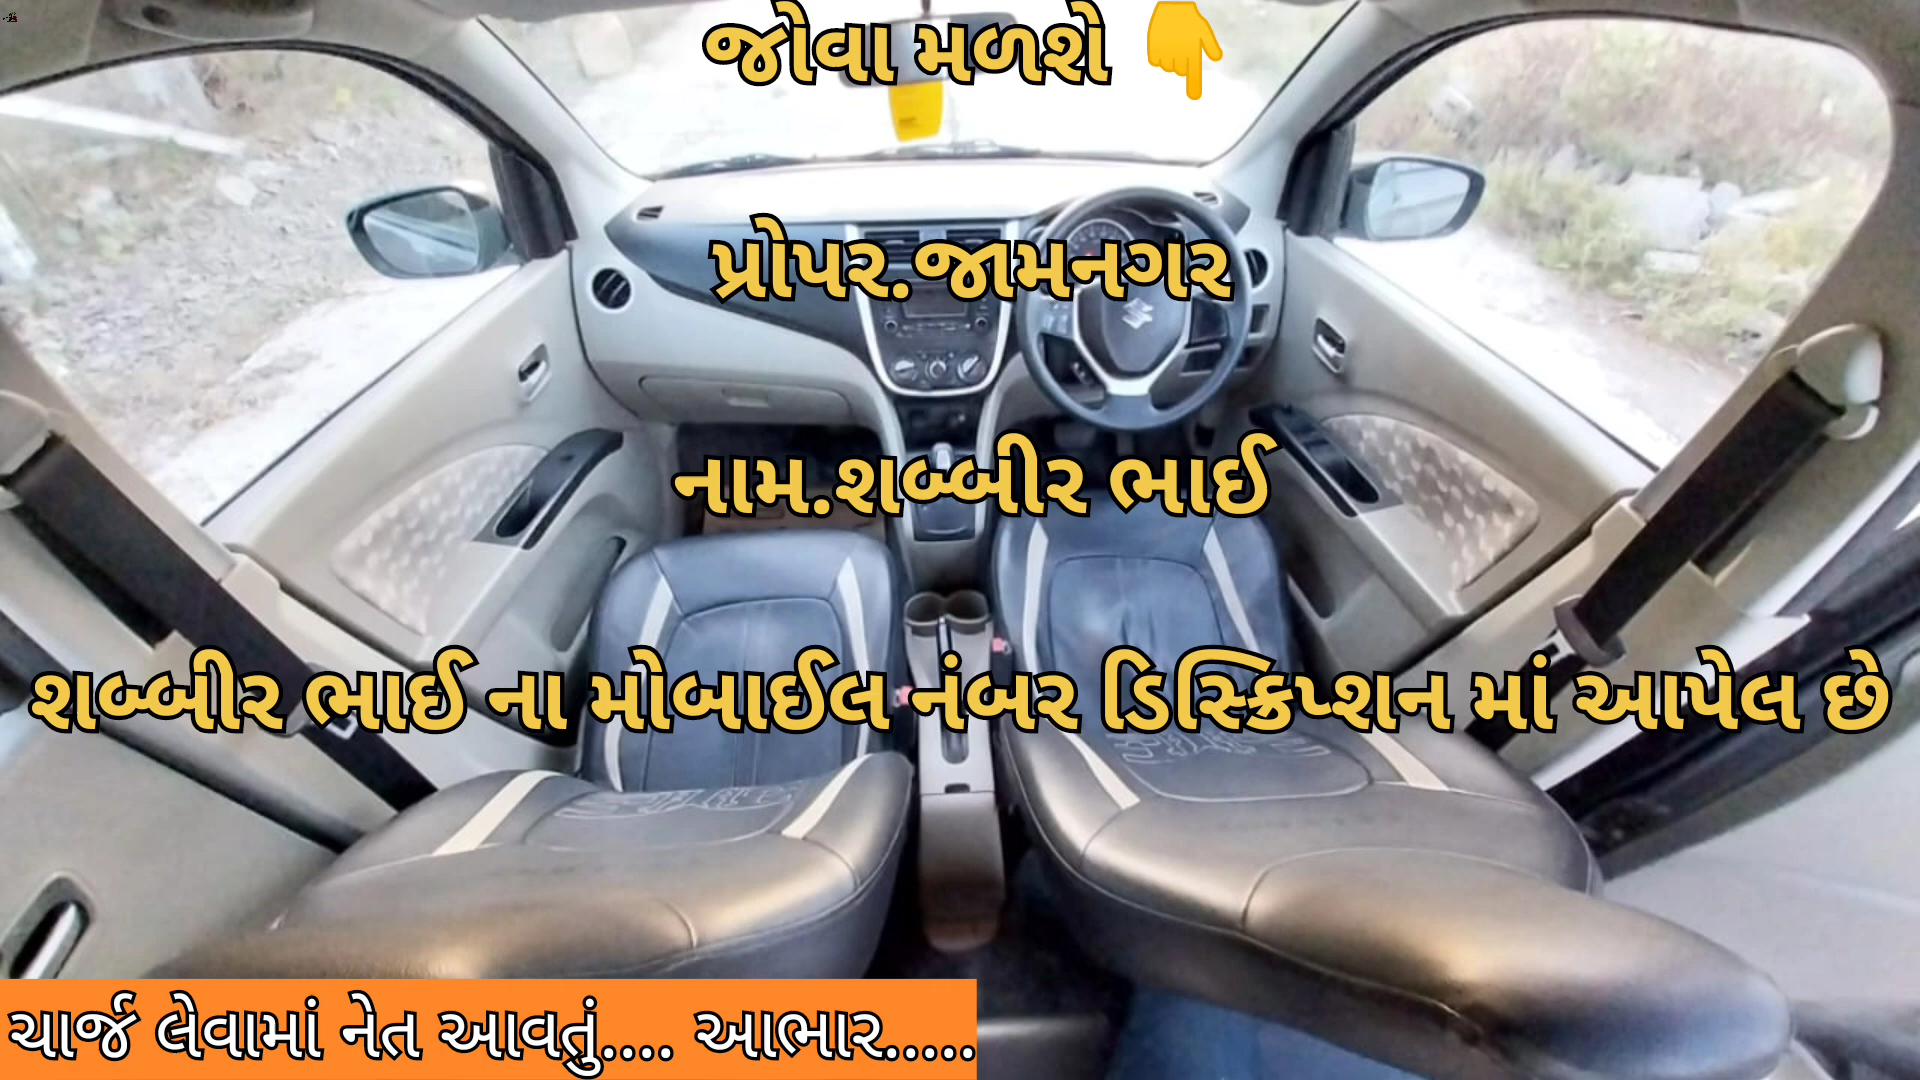 જોવા મળશે 👇
પ્રોપર.જામનગર
નામ.શબ્બીર ભાઈ
શબ્બીર ભાઈ ના મોબાઈલ નંબર ડિસ્ક્રિપ્શન માં આપેલ છે
ચાર્જ લેવામાં નેત આવતું.... આભાર.....